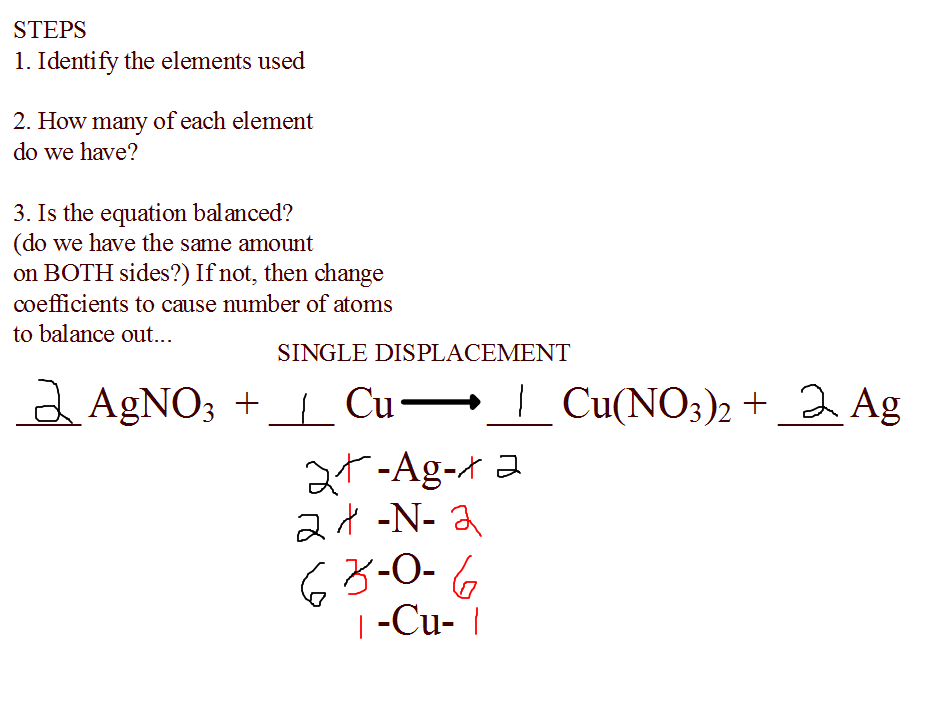 STEPS
1. Identify the elements used
2. How many of each element
do we have?
3. Is the equation balanced?
(do we have the same amount
on BOTH sides?) If not, then change
coefficients to cause number of atoms
to balance out...
SINGLE DISPLACEMENT
2 AgNO₃ + 1 Cu → 1 Cu(NO₃)₂ + 2 Ag
2 1 -Ag- 1 2
2 1 -N- 2
6 3 -O- 6
1 -Cu- 1